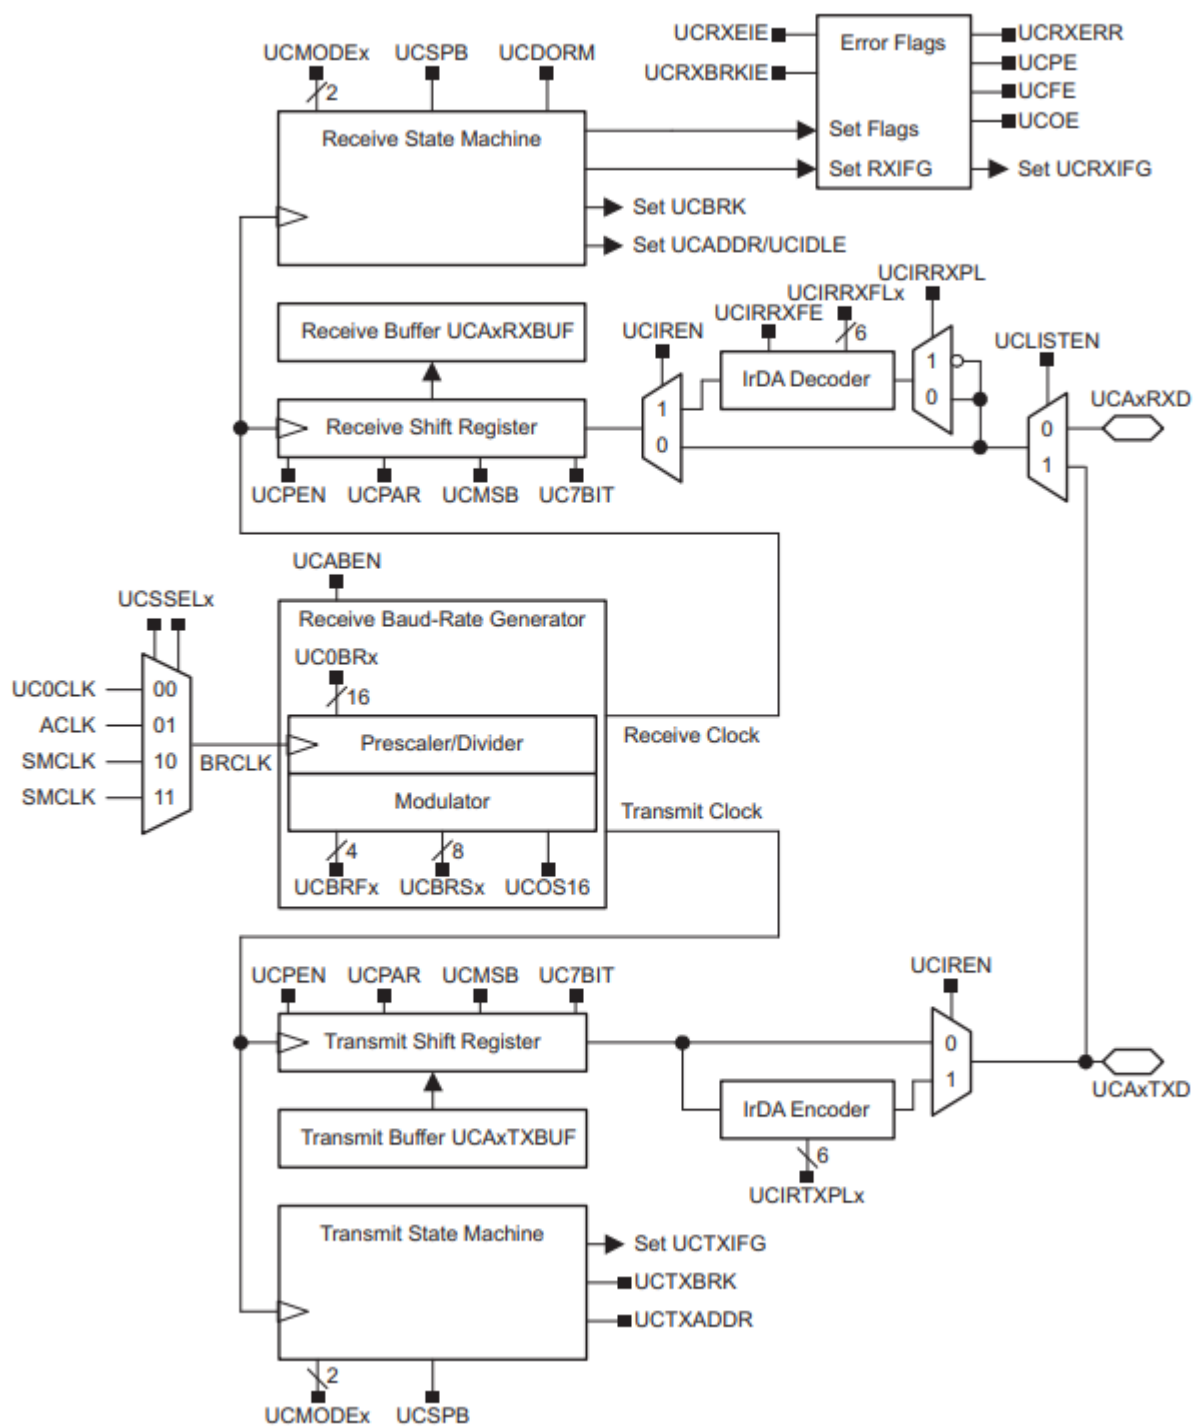 UCRXEIE
UCRXBRKIE
Error Flags
UCRXERR
UCPE
UCFE
UCOE
Set Flags
Set RXIFG
Set UCRXIFG
UCMODEx
UCSPB
UCDORM
2
Receive State Machine
Set UCBRK
Set UCADDR/UCIDLE
Receive Buffer UCAxRXBUF
Receive Shift Register
UCPEN
UCPAR
UCMSB
UC7BIT
UCIREN
1
0
UCIRRXPL
UCIRRXFLx
UCIRRXFE
6
IrDA Decoder
1
0
UCLISTEN
0
1
UCAxRXD
UCABEN
Receive Baud-Rate Generator
UC0BRx
16
UCSSELx
UC0CLK
00
ACLK
01
SMCLK
10
SMCLK
11
BRCLK
Prescaler/Divider
Modulator
Receive Clock
Transmit Clock
4
8
UCBRFx
UCBRSx
UCOS16
UCPEN
UCPAR
UCMSB
UC7BIT
Transmit Shift Register
Transmit Buffer UCAxTXBUF
UCIREN
0
1
IrDA Encoder
6
UCIRTXPLx
UCAxTXD
Transmit State Machine
Set UCTXIFG
UCTXBRK
UCTXADDR
2
UCMODEx
UCSPB